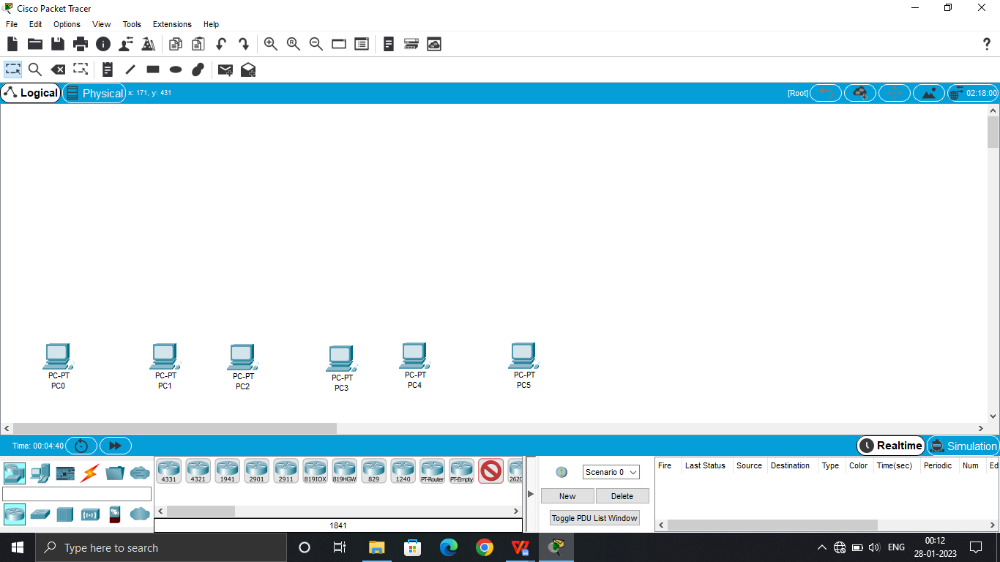 Cisco Packet Tracer
File Edit Options View Tools Extensions Help
Logical Physical x: 171, y: 431 [Root] 02:18:00
PC-PT PC-PT PC-PT PC-PT PC-PT PC-PT
PC0 PC1 PC2 PC3 PC4 PC5
Time: 00:04:40 Realtime Simulation
4331 4321 1941 2901 2911 819IOX 819HGW 829 1240 PT-Router PT-Empty 2620
Scenario 0
Fire Last Status Source Destination Type Color Time(sec) Periodic Num Ed
New Delete
Toggle PDU List Window
1841
Type here to search
ENG
00:12
28-01-2023